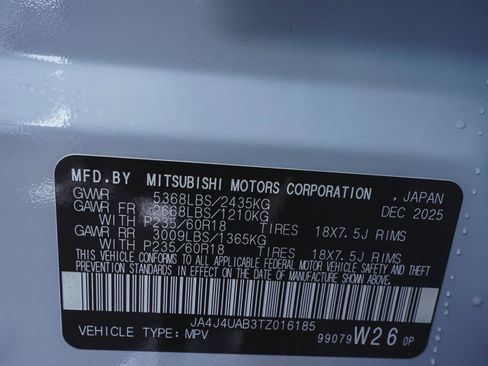 MFD.BY MITSUBISHI MOTORS CORPORATION , JAPAN
GVWR 5368LBS/2435KG DEC 2025
GAWR FR 2668LBS/1210KG
WITH P235/60R18 TIRES 18X7.5J RIMS
GAWR RR 3009LBS/1365KG
WITH P235/60R18 TIRES 18X7.5J RIMS
THIS VEHICLE CONFORMS TO ALL APPLICABLE FEDERAL MOTOR VEHICLE SAFETY AND THEFT
PREVENTION STANDARDS IN EFFECT ON THE DATE OF MANUFACTURE SHOWN ABOVE.
JA4J4UAB3TZ016185
VEHICLE TYPE: MPV 99079 W26 0P